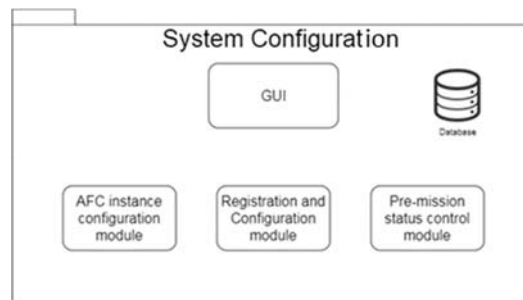 System Configuration
GUI
Database
AFC instance
configuration
module
Registration and
Configuration
module
Pre-mission
status control
module